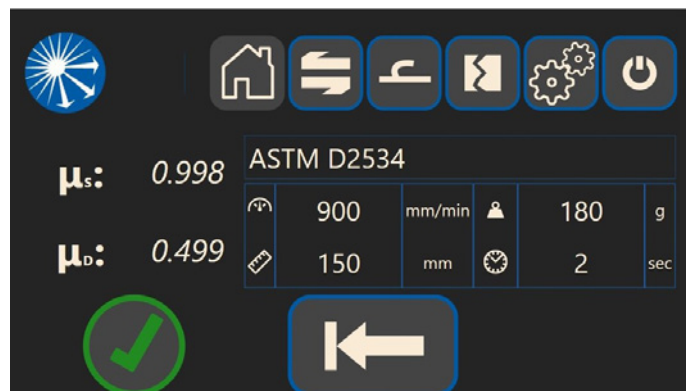 ASTM D2534
μs: 0.998
900 mm/min 180 g
μD: 0.499
150 mm 2 sec